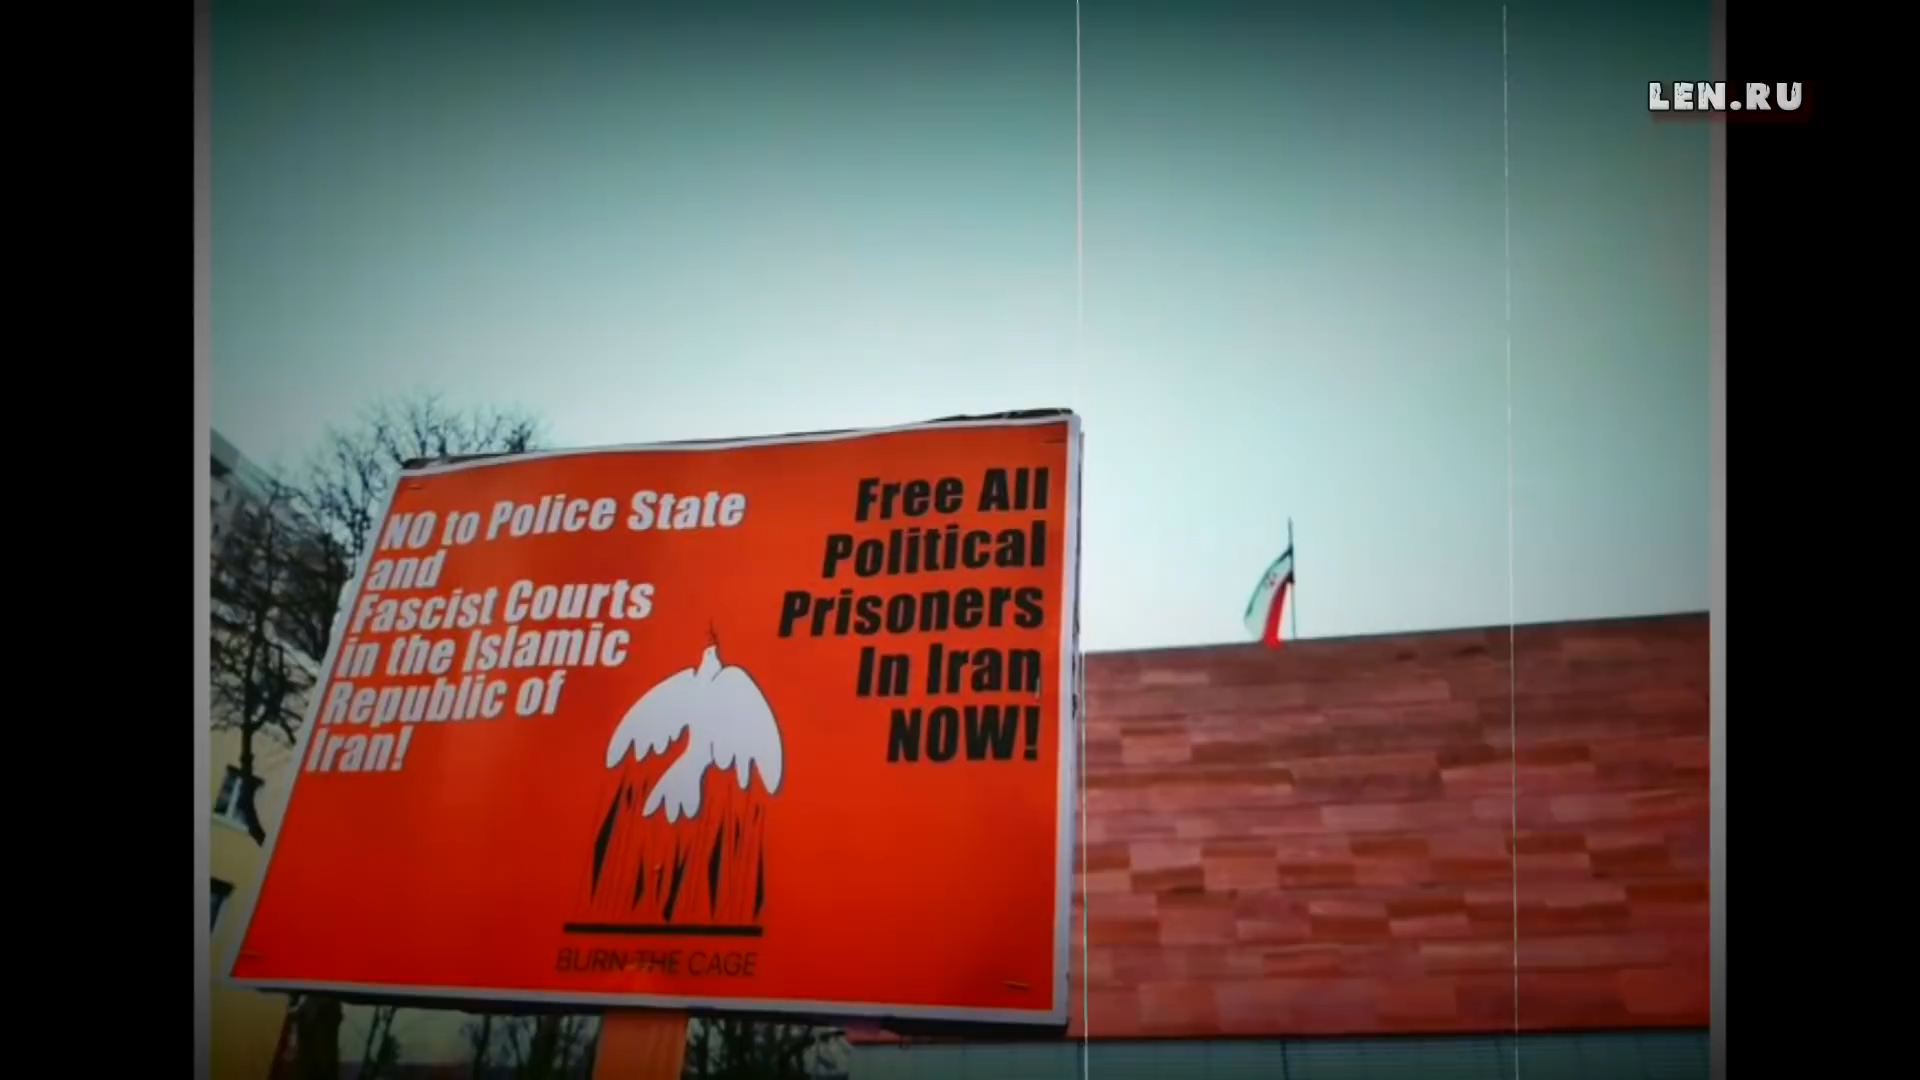 LEN.RU
NO to Police State
and
Fascist Courts
in the Islamic
Republic of
Iran!
Free All
Political
Prisoners
In Iran
NOW!
BURN THE CAGE